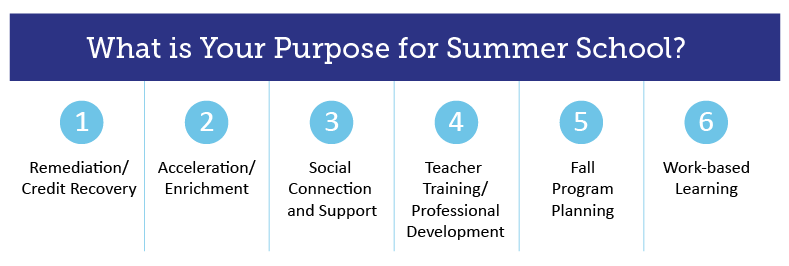 What is Your Purpose for Summer School?
1
Remediation/
Credit Recovery
2
Acceleration/
Enrichment
3
Social
Connection
and Support
4
Teacher
Training/
Professional
Development
5
Fall
Program
Planning
6
Work-based
Learning